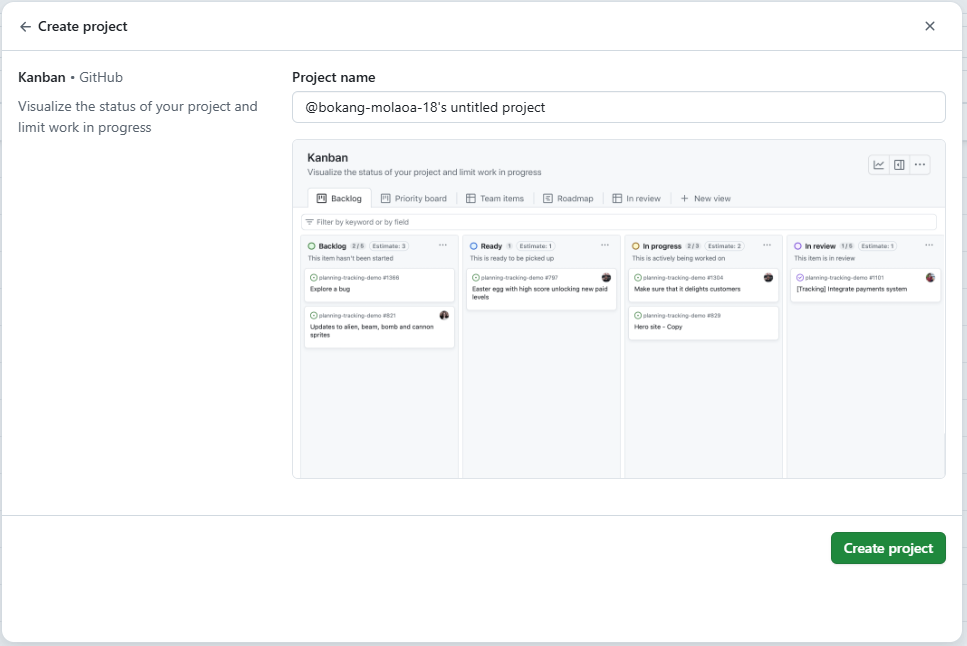 Create project
Kanban • GitHub
Visualize the status of your project and
limit work in progress
Project name
@bokang-molaoa-18's untitled project
Kanban
Visualize the status of your project and limit work in progress
Backlog Priority board Team items Roadmap In review + New view
Filter by keyword or by field
Backlog 2/5 Estimate: 3 ...
This item hasn't been started
planning-tracking-demo #1366
Explore a bug
planning-tracking-demo #821
Updates to alien, beam, bomb and cannon
sprites
Ready 1 Estimate: 1 ...
This is ready to be picked up
planning-tracking-demo #797
Easter egg with high score unlocking new paid
levels
In progress 2/3 Estimate: 2 ...
This is actively being worked on
planning-tracking-demo #1304
Make sure that it delights customers
planning-tracking-demo #829
Hero site - Copy
In review 1/5 Estimate: 1 ...
This item is in review
planning-tracking-demo #1101
[Tracking] Integrate payments system
Create project